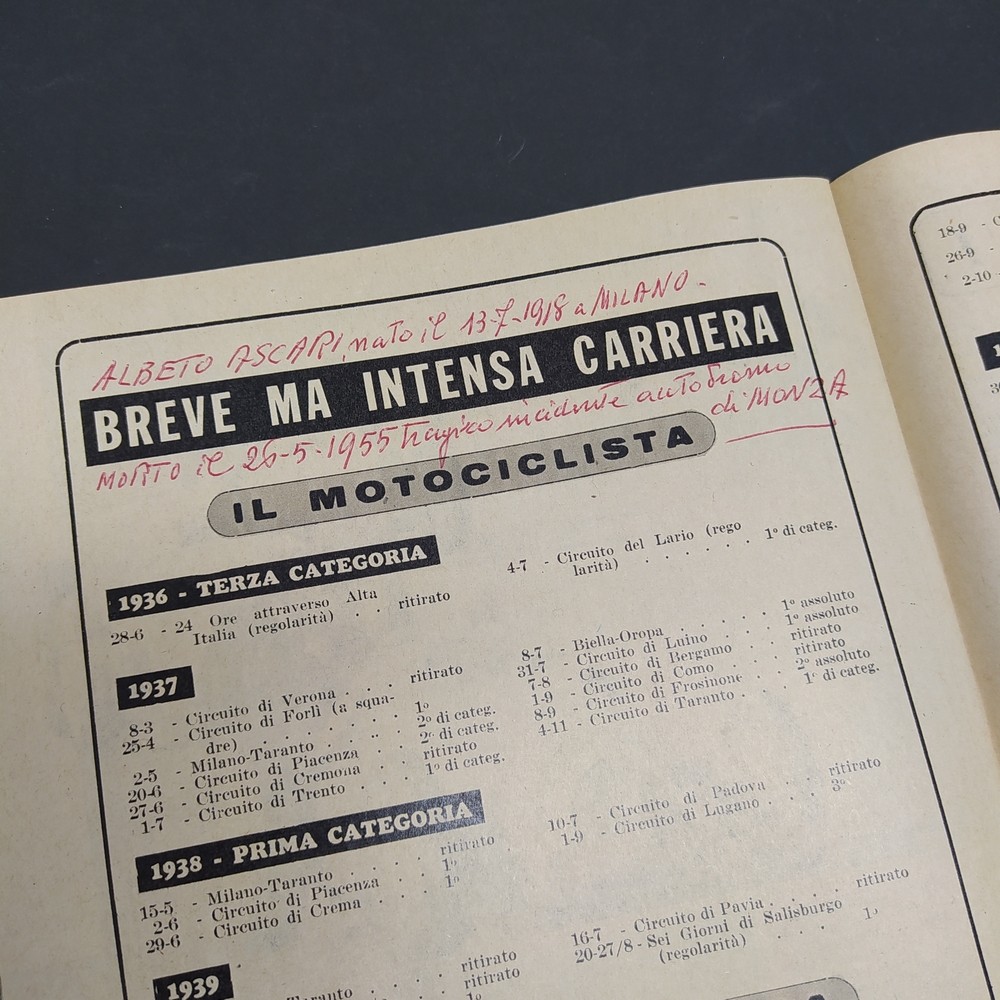 ALBETO ASCARI, nato il 13-7-1918 a MILANO.
BREVE MA INTENSA CARRIERA
MORTO il 26-5-1955 tragico incidente autodromo
di MONZA
IL MOTOCICLISTA
1936 - TERZA CATEGORIA
28-6 - 24 Ore attraverso Alta
Italia (regolarità) . . ritirato
4-7 - Circuito del Lario (rego
larità) . . . . . . 1º di categ.
1937
8-3 - Circuito di Verona . . . ritirato
25-4 - Circuito di Forlì (a squa-
dre) . . . . . . 1º
2-5 - Milano-Taranto . . . . 2º di categ.
20-6 - Circuito di Piacenza . . 2º di categ.
27-6 - Circuito di Cremona . . ritirato
1-7 - Circuito di Trento . . . 1º di categ.
8-7 - Biella-Oropa . . . . . 1º assoluto
31-7 - Circuito di Luino . . . 1º assoluto
7-8 - Circuito di Bergamo . . ritirato
1-9 - Circuito di Como . . . ritirato
8-9 - Circuito di Frosinone . . 2º assoluto
4-11 - Circuito di Taranto . . . 1º di categ.
1938 - PRIMA CATEGORIA
15-5 - Milano-Taranto . . . . ritirato
2-6 - Circuito di Piacenza . . 1º
29-6 - Circuito di Crema . . . 1º
10-7 - Circuito di Padova . . . ritirato
1-9 - Circuito di Lugano . . . 3º
1939
Taranto . . . . ritirato
ritirato
1º
16-7 - Circuito di Pavia . . . ritirato
20-27/8 - Sei Giorni di Salisburgo
(regolarità) . . . 1º
18-9 -
26-9 -
2-10